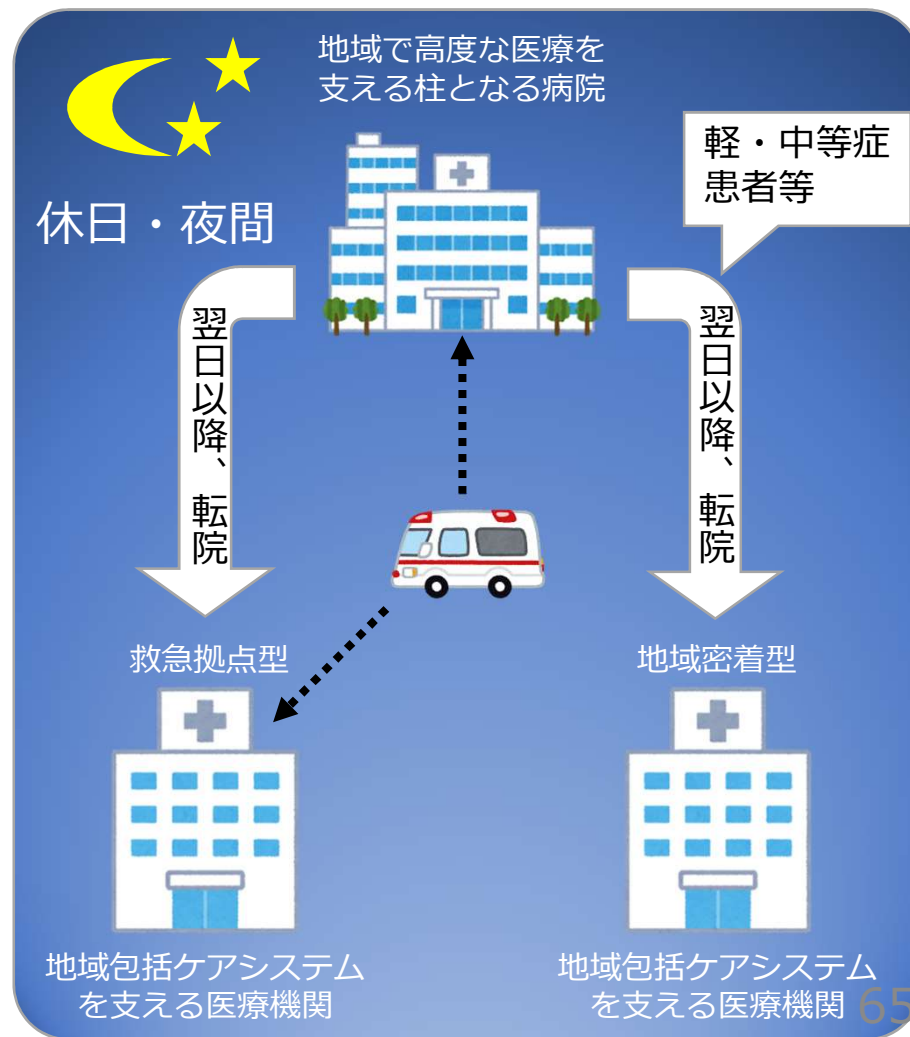 地域で高度な医療を
支える柱となる病院
軽・中等症
患者等
休日・夜間
翌日以降、転院
翌日以降、転院
救急拠点型
地域密着型
地域包括ケアシステム
を支える医療機関
地域包括ケアシステム
を支える医療機関
65